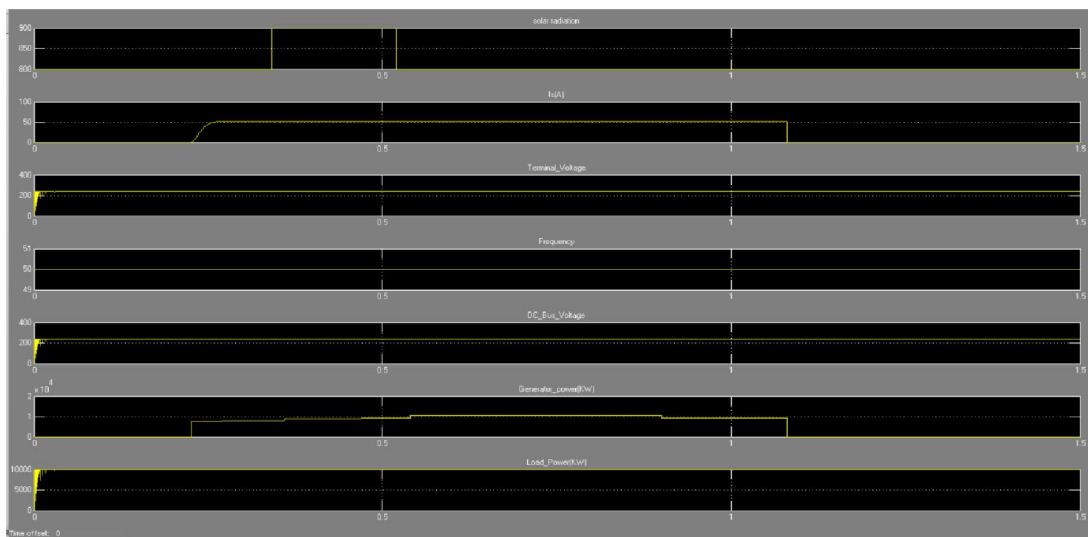 solar radiation
900
850
800
0 0.5 1 1.5
Is(A)
100
50
0
0 0.5 1 1.5
Terminal_Voltage
400
200
0
0 0.5 1 1.5
Frequency
51
50
49
0 0.5 1 1.5
DC_Bus_Voltage
400
200
0
0 0.5 1 1.5
Generator_power(KW)
× 10 4
2
1
0
0 0.5 1 1.5
Load_Power(KW)
10000
5000
0
0 0.5 1 1.5
Time offset: 0